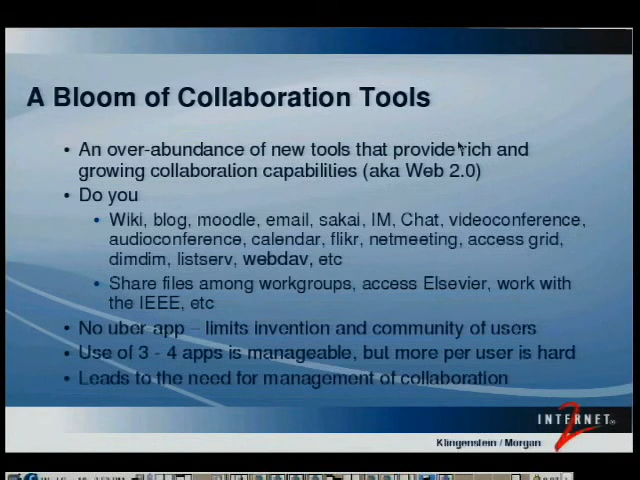 A Bloom of Collaboration Tools
• An over-abundance of new tools that provide rich and
growing collaboration capabilities (aka Web 2.0)
• Do you
• Wiki, blog, moodle, email, sakai, IM, Chat, videoconference,
audioconference, calendar, flikr, netmeeting, access grid,
dimdim, listserv, webdav, etc
• Share files among workgroups, access Elsevier, work with
the IEEE, etc
• No uber app – limits invention and community of users
• Use of 3 - 4 apps is manageable, but more per user is hard
• Leads to the need for management of collaboration
INTERNET
2
Klingenstein / Morgan